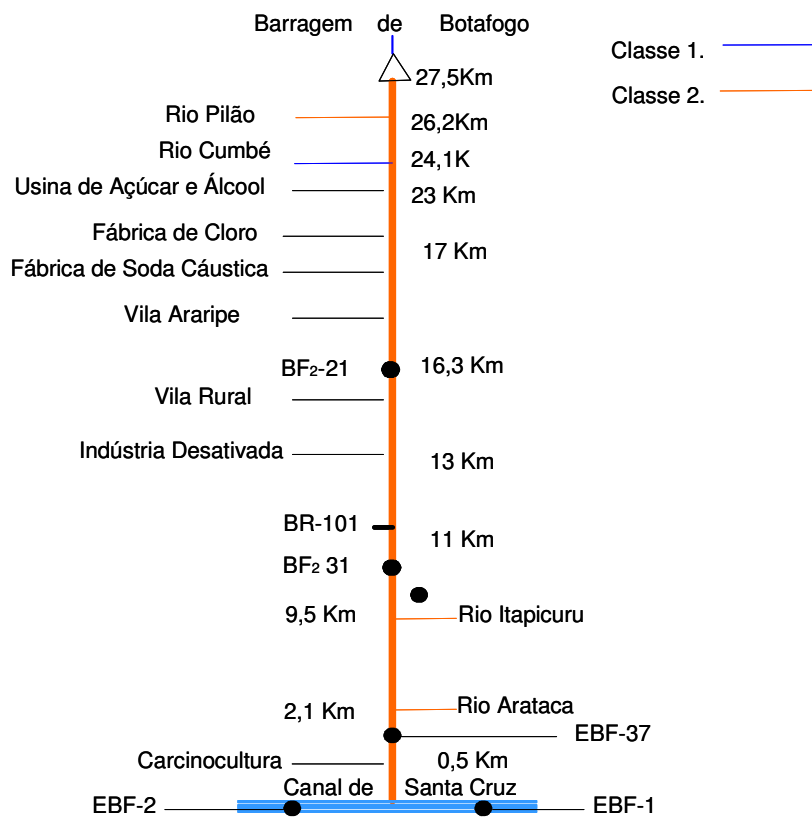 Barragem de Botafogo
Classe 1.
27,5Km
Classe 2.
Rio Pilão
26,2Km
Rio Cumbé
24,1K
Usina de Açúcar e Álcool
23 Km
Fábrica de Cloro
17 Km
Fábrica de Soda Cáustica
Vila Araripe
BF2-21
16,3 Km
Vila Rural
Indústria Desativada
13 Km
BR-101
11 Km
BF2 31
9,5 Km
Rio Itapicuru
2,1 Km
Rio Arataca
EBF-37
Carcinocultura
0,5 Km
Canal de Santa Cruz
EBF-2
EBF-1